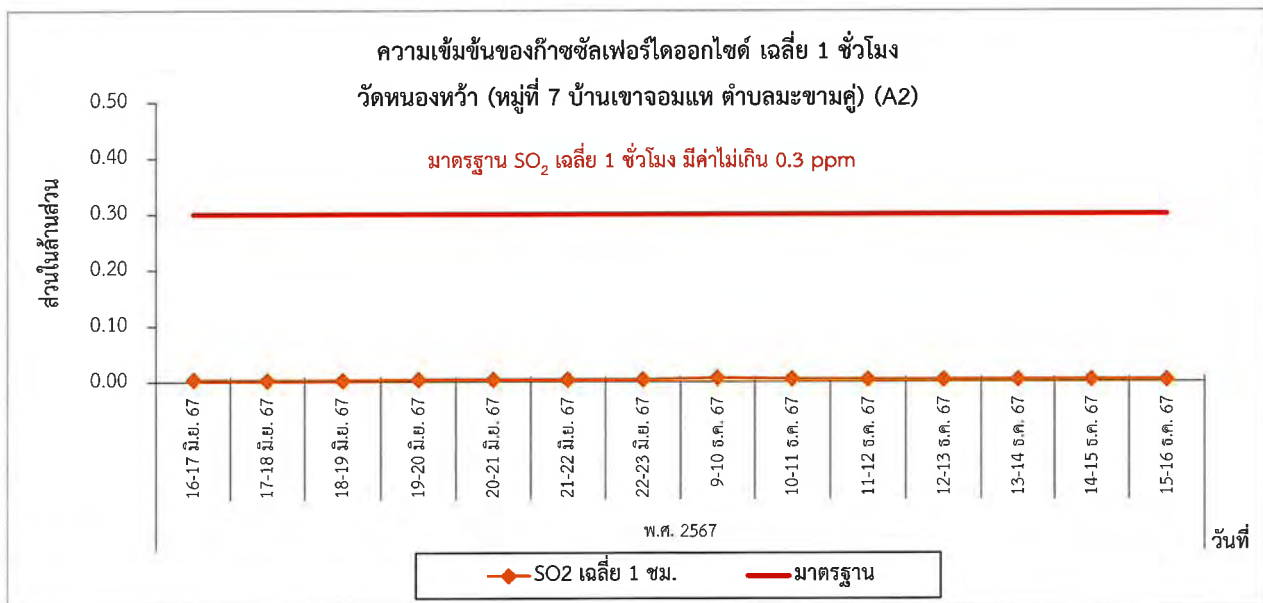 ความเข้มข้นของก๊าซซัลเฟอร์ไดออกไซด์ เฉลี่ย 1 ชั่วโมง
วัดหนองหว้า (หมู่ที่ 7 บ้านเขาจอมแห ตำบลมะขามคู่) (A2)
มาตรฐาน SO₂ เฉลี่ย 1 ชั่วโมง มีค่าไม่เกิน 0.3 ppm
ส่วนในล้านส่วน
0.50
0.40
0.30
0.20
0.10
0.00
16-17 มิ.ย. 67
17-18 มิ.ย. 67
18-19 มิ.ย. 67
19-20 มิ.ย. 67
20-21 มิ.ย. 67
21-22 มิ.ย. 67
22-23 มิ.ย. 67
9-10 ธ.ค. 67
10-11 ธ.ค. 67
11-12 ธ.ค. 67
12-13 ธ.ค. 67
13-14 ธ.ค. 67
14-15 ธ.ค. 67
15-16 ธ.ค. 67
พ.ศ. 2567
วันที่
SO2 เฉลี่ย 1 ชม.
มาตรฐาน